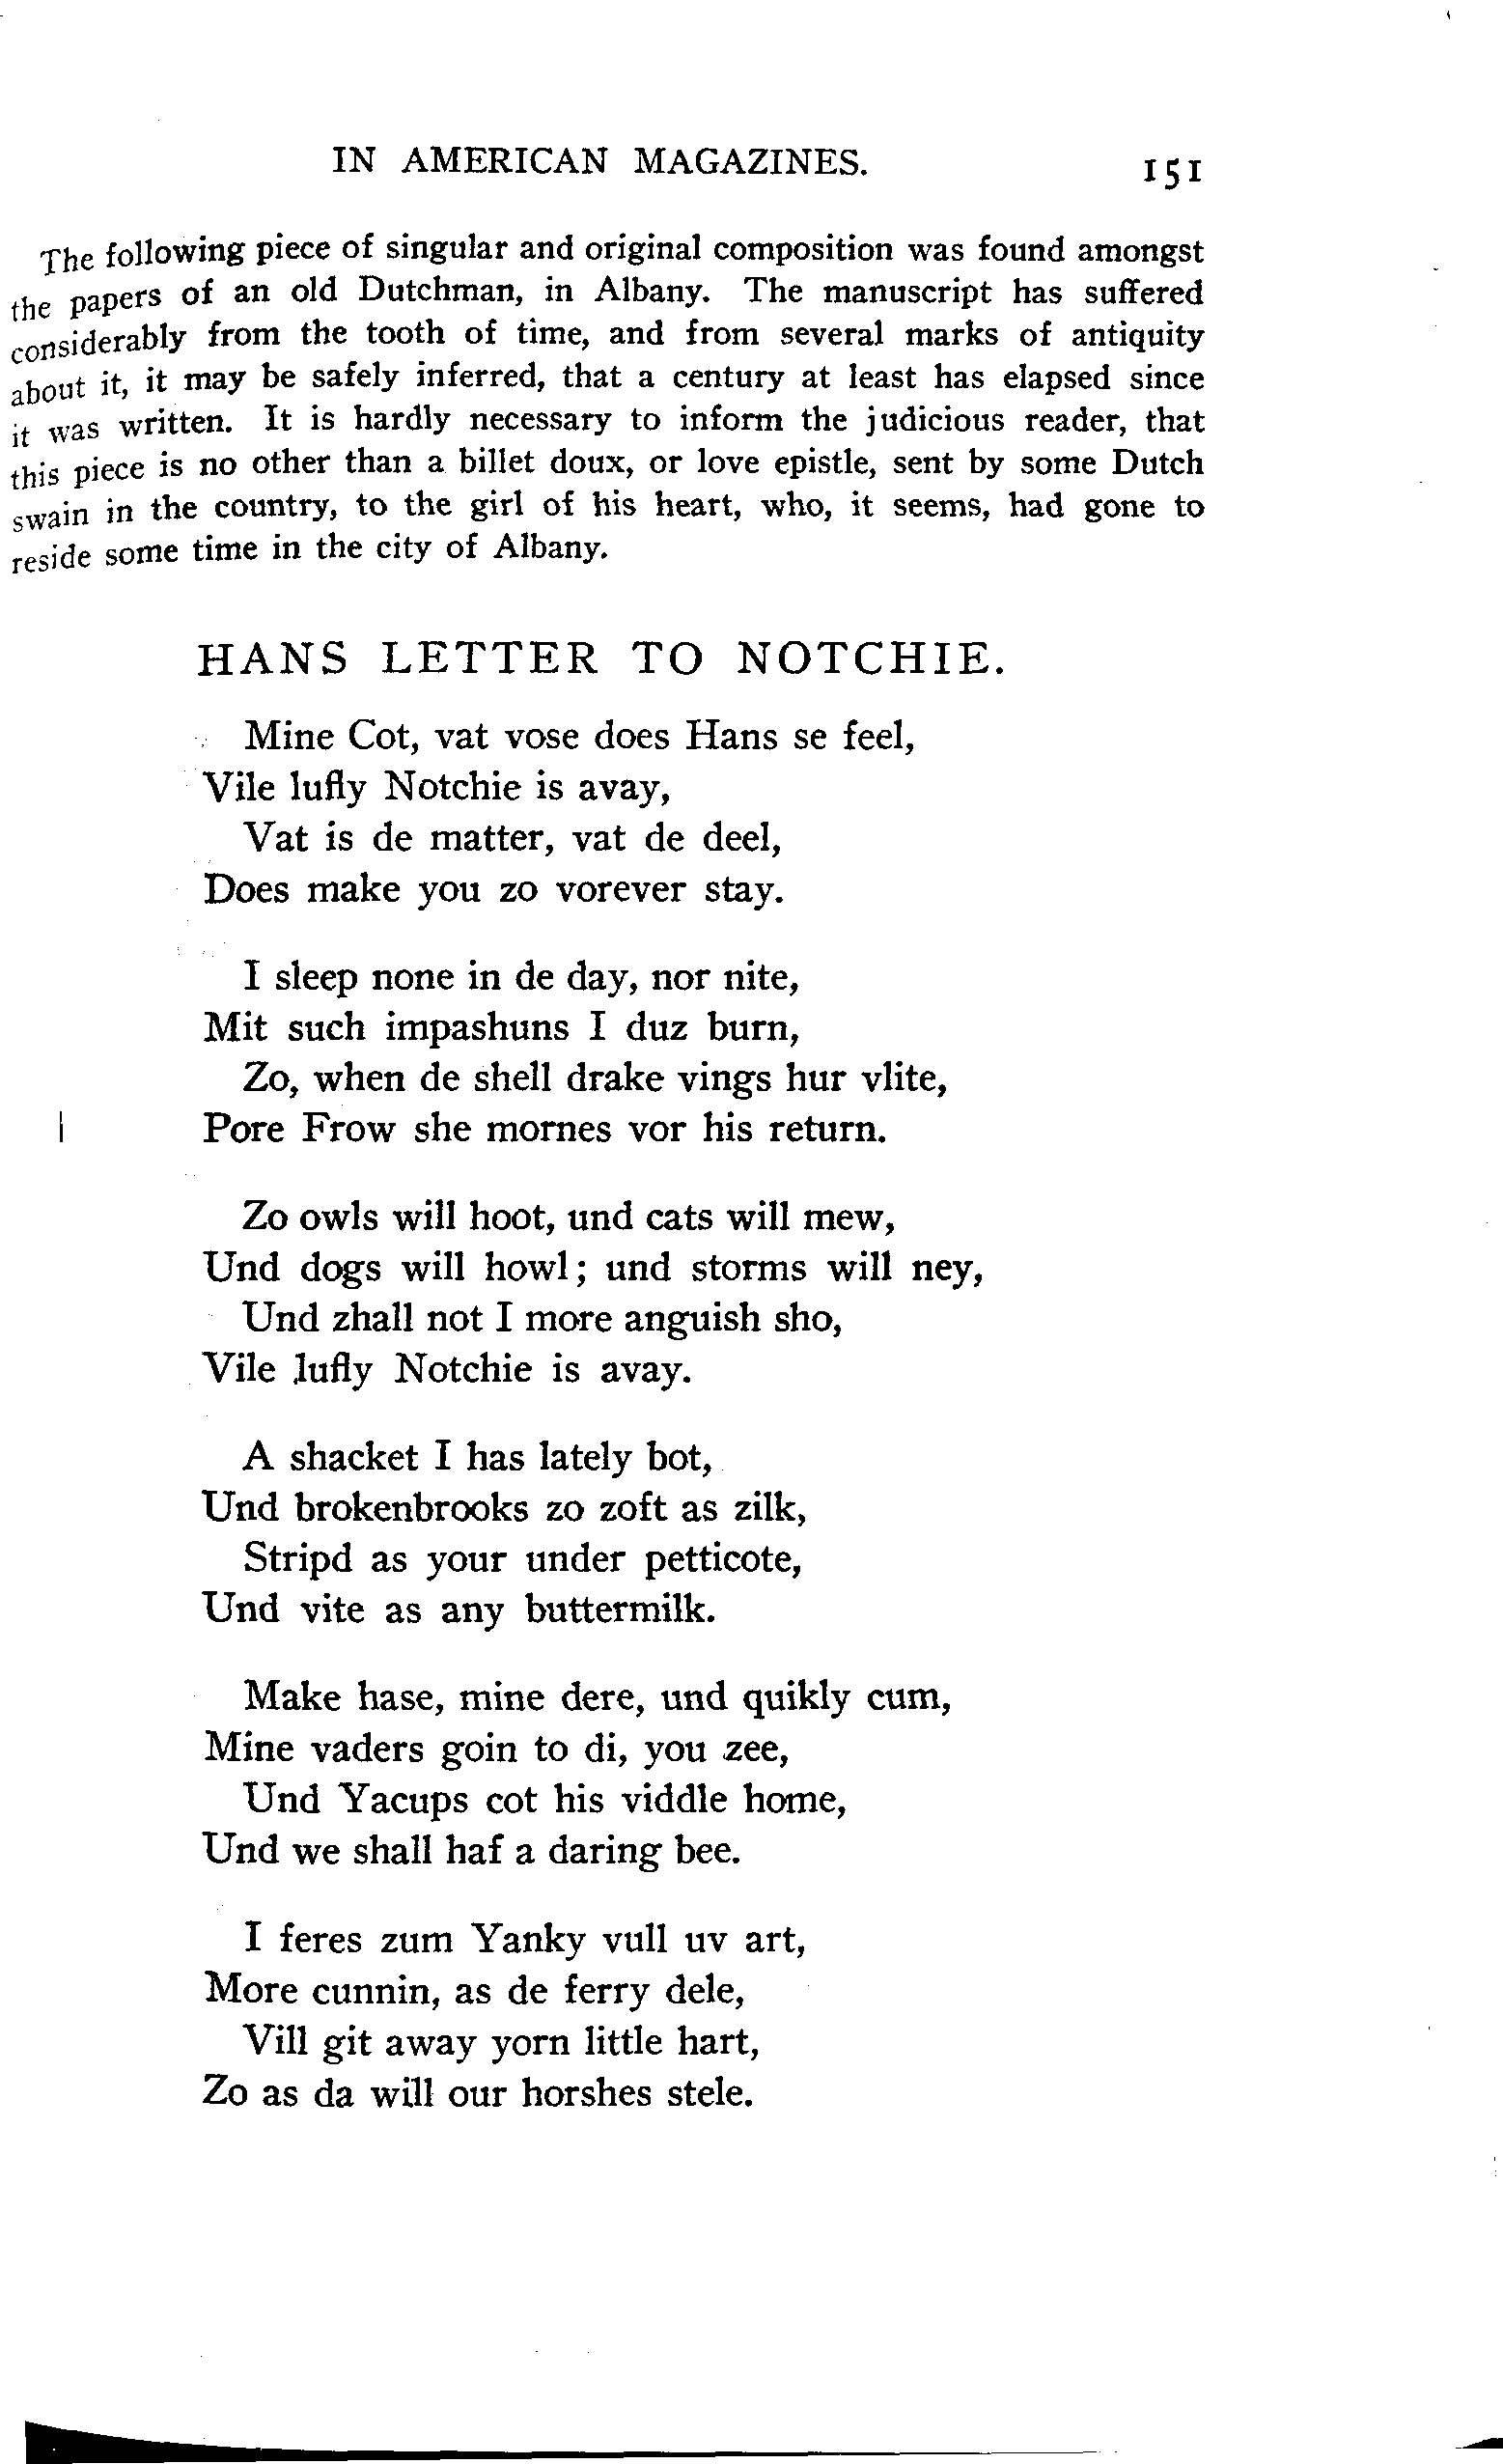 IN AMERICAN MAGAZINES. 151
The following piece of singular and original composition was found amongst
the papers of an old Dutchman, in Albany. The manuscript has suffered
considerably from the tooth of time, and from several marks of antiquity
about it, it may be safely inferred, that a century at least has elapsed since
it was written. It is hardly necessary to inform the judicious reader, that
this piece is no other than a billet doux, or love epistle, sent by some Dutch
swain in the country, to the girl of his heart, who, it seems, had gone to
reside some time in the city of Albany.
HANS LETTER TO NOTCHIE.
Mine Cot, vat vose does Hans se feel,
Vile lufly Notchie is avay,
Vat is de matter, vat de deel,
Does make you zo vorever stay.
I sleep none in de day, nor nite,
Mit such impashuns I duz burn,
Zo, when de shell drake vings hur vlite,
Pore Frow she mornes vor his return.
Zo owls will hoot, und cats will mew,
Und dogs will howl; und storms will ney,
Und zhall not I more anguish sho,
Vile lufly Notchie is avay.
A shacket I has lately bot,
Und brokenbrooks zo zoft as zilk,
Stripd as your under petticote,
Und vite as any buttermilk.
Make hase, mine dere, und quikly cum,
Mine vaders goin to di, you zee,
Und Yacups cot his viddle home,
Und we shall haf a daring bee.
I feres zum Yanky vull uv art,
More cunnin, as de ferry dele,
Vill git away yorn little hart,
Zo as da will our horshes stele.